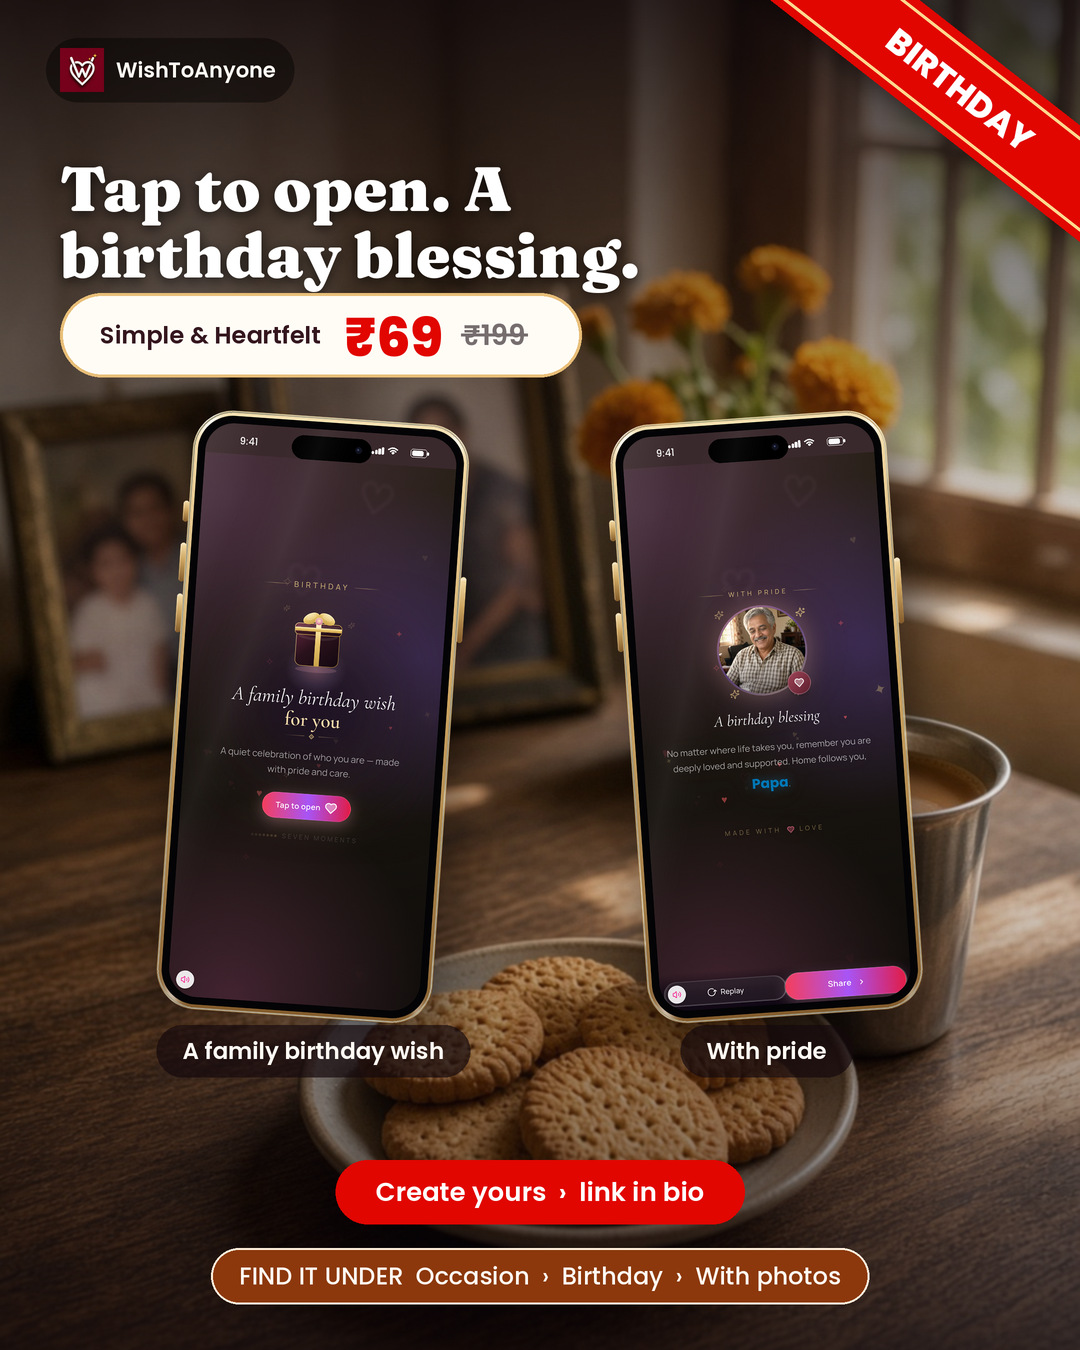 WishToAnyone
BIRTHDAY
Tap to open. A
birthday blessing.
Simple & Heartfelt ₹69 ₹199
9:41
BIRTHDAY
A family birthday wish
for you
A quiet celebration of who you are — made
with pride and care.
Tap to open
SEVEN MOMENTS
9:41
WITH PRIDE
A birthday blessing
No matter where life takes you, remember you are
deeply loved and supported. Home follows you,
Papa.
MADE WITH LOVE
Replay
Share ›
A family birthday wish
With pride
Create yours › link in bio
FIND IT UNDER Occasion › Birthday › With photos